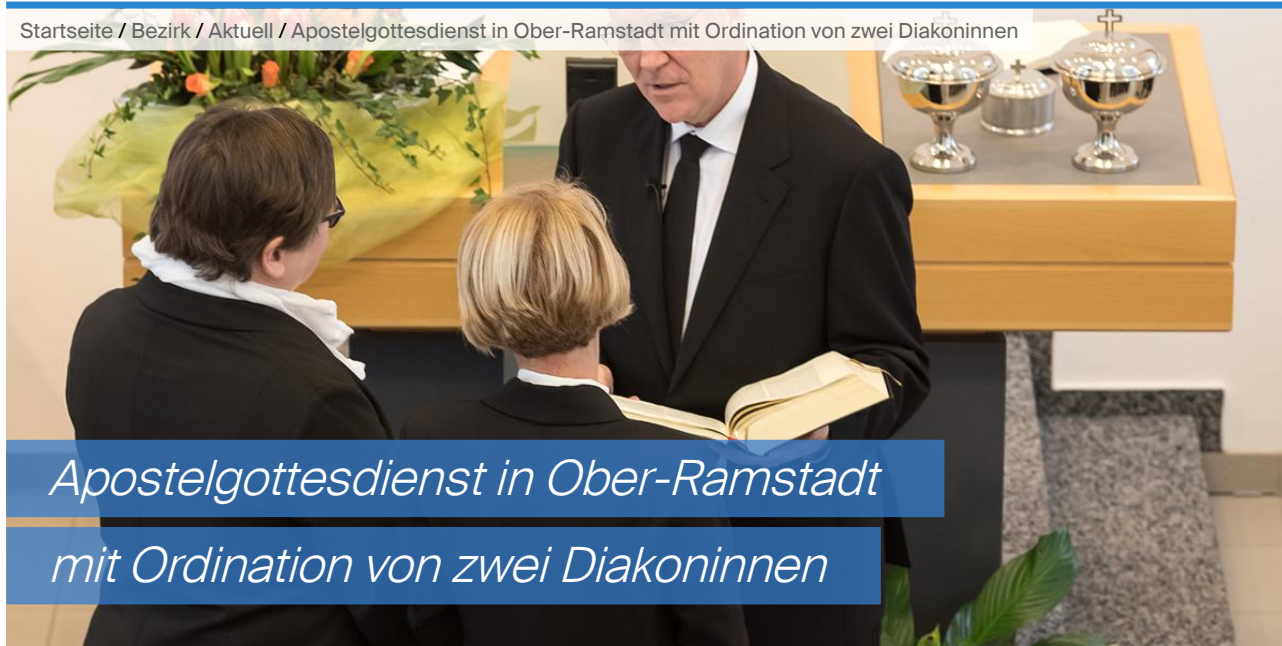 Startseite / Bezirk / Aktuell / Apostelgottesdienst in Ober-Ramstadt mit Ordination von zwei Diakoninnen
Apostelgottesdienst in Ober-Ramstadt
mit Ordination von zwei Diakoninnen